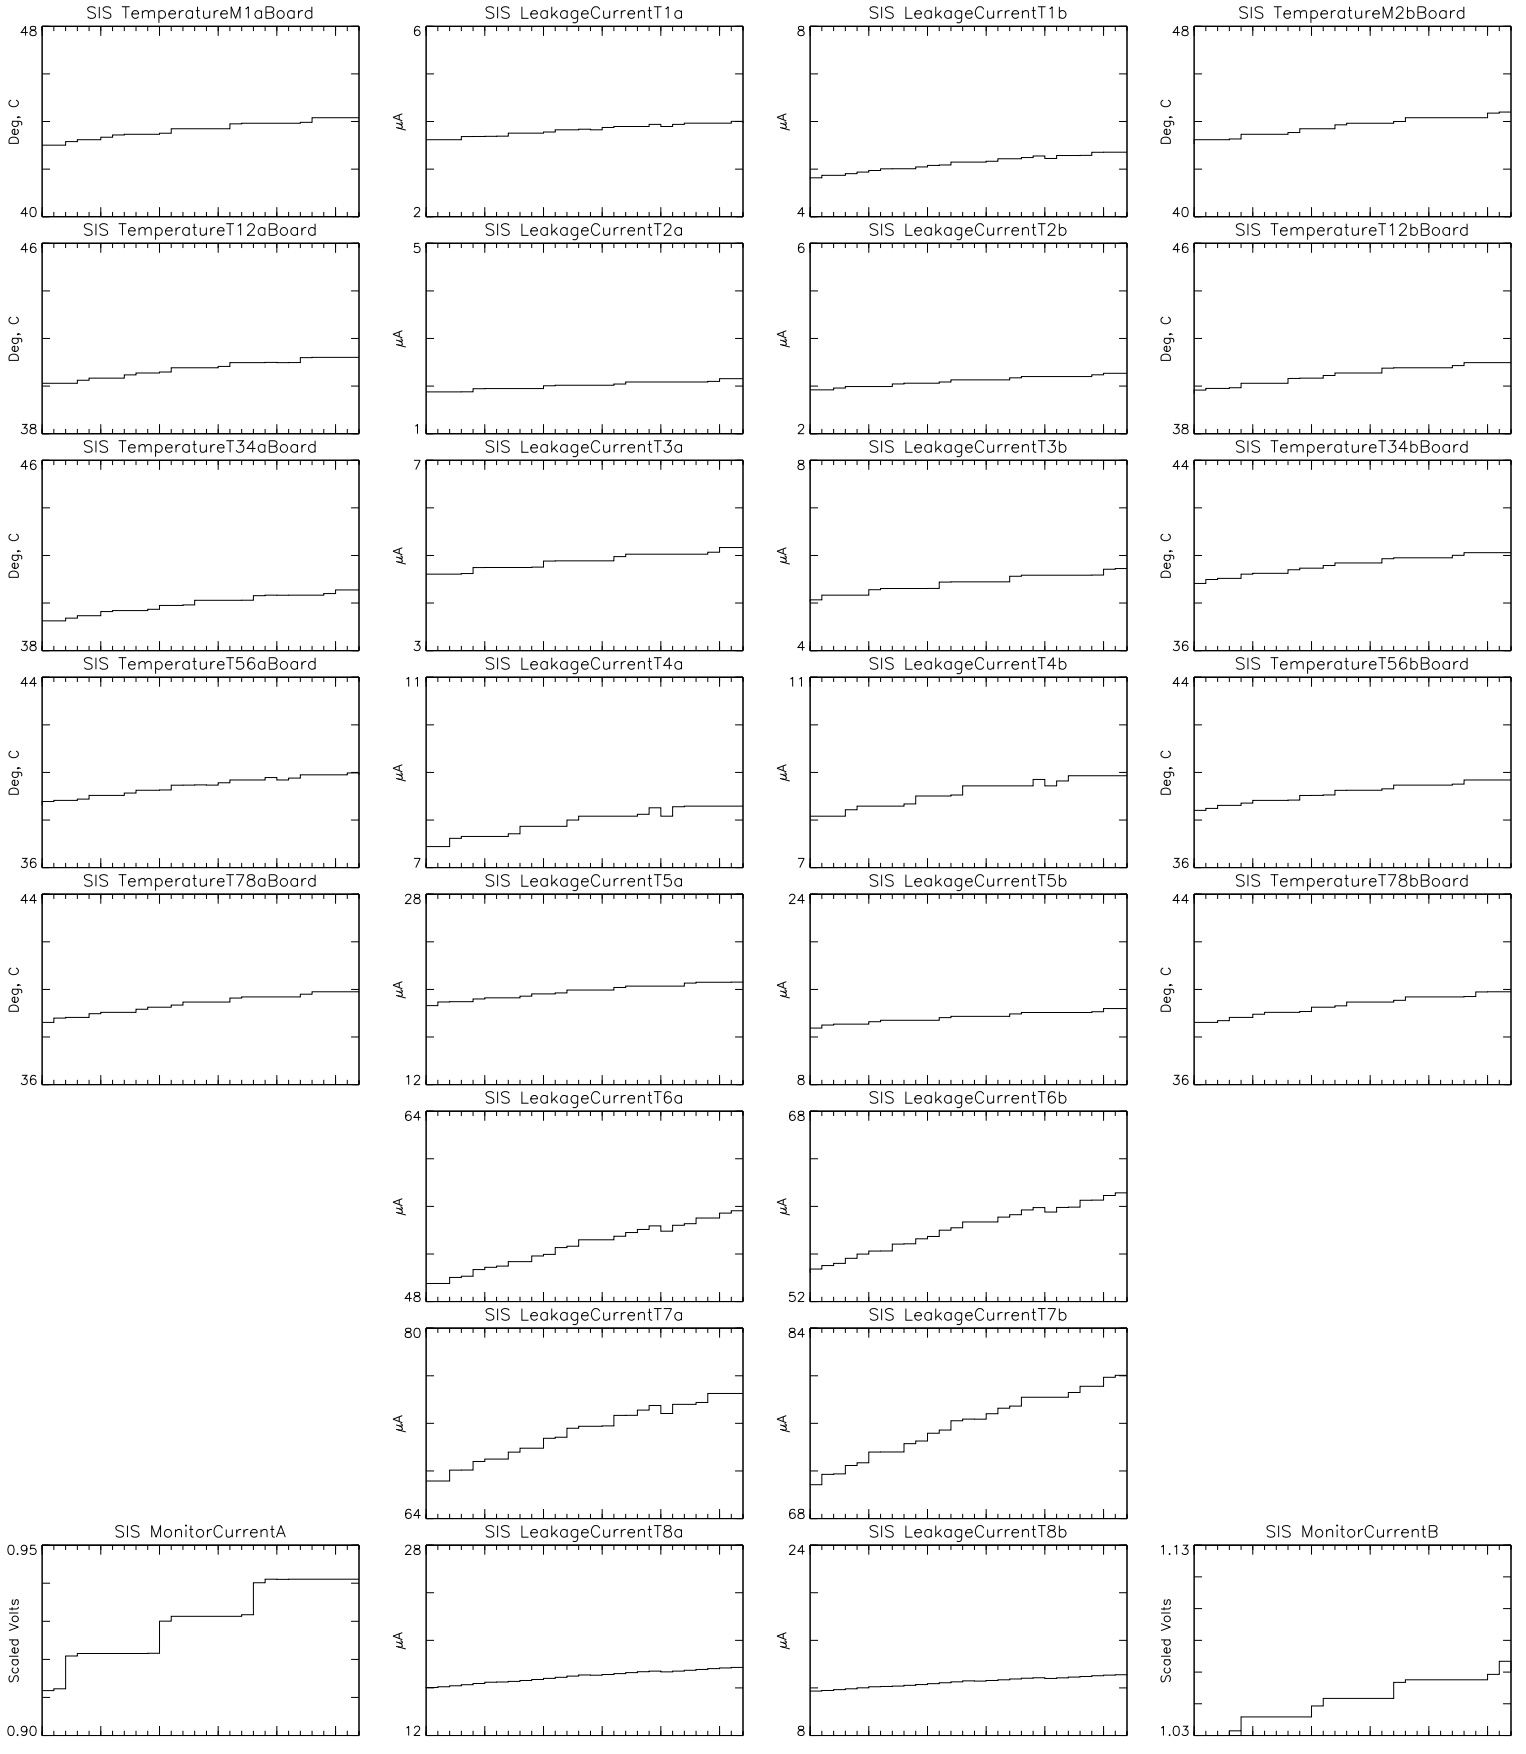 SIS TemperatureM1aBoard
48
Deg, C
40
SIS LeakageCurrentT1a
6
μA
2
SIS LeakageCurrentT1b
8
μA
4
SIS TemperatureM2bBoard
48
Deg, C
40
SIS TemperatureT12aBoard
46
Deg, C
38
SIS LeakageCurrentT2a
5
μA
1
SIS LeakageCurrentT2b
6
μA
2
SIS TemperatureT12bBoard
46
Deg, C
38
SIS TemperatureT34aBoard
46
Deg, C
38
SIS LeakageCurrentT3a
7
μA
3
SIS LeakageCurrentT3b
8
μA
4
SIS TemperatureT34bBoard
44
Deg, C
36
SIS TemperatureT56aBoard
44
Deg, C
36
SIS LeakageCurrentT4a
11
μA
7
SIS LeakageCurrentT4b
11
μA
7
SIS TemperatureT56bBoard
44
Deg, C
36
SIS TemperatureT78aBoard
44
Deg, C
36
SIS LeakageCurrentT5a
28
μA
12
SIS LeakageCurrentT5b
24
μA
8
SIS TemperatureT78bBoard
44
Deg, C
36
SIS LeakageCurrentT6a
64
μA
48
SIS LeakageCurrentT6b
68
μA
52
SIS LeakageCurrentT7a
80
μA
64
SIS LeakageCurrentT7b
84
μA
68
SIS MonitorCurrentA
0.95
Scaled Volts
0.90
SIS LeakageCurrentT8a
28
μA
12
SIS LeakageCurrentT8b
24
μA
8
SIS MonitorCurrentB
1.13
Scaled Volts
1.03